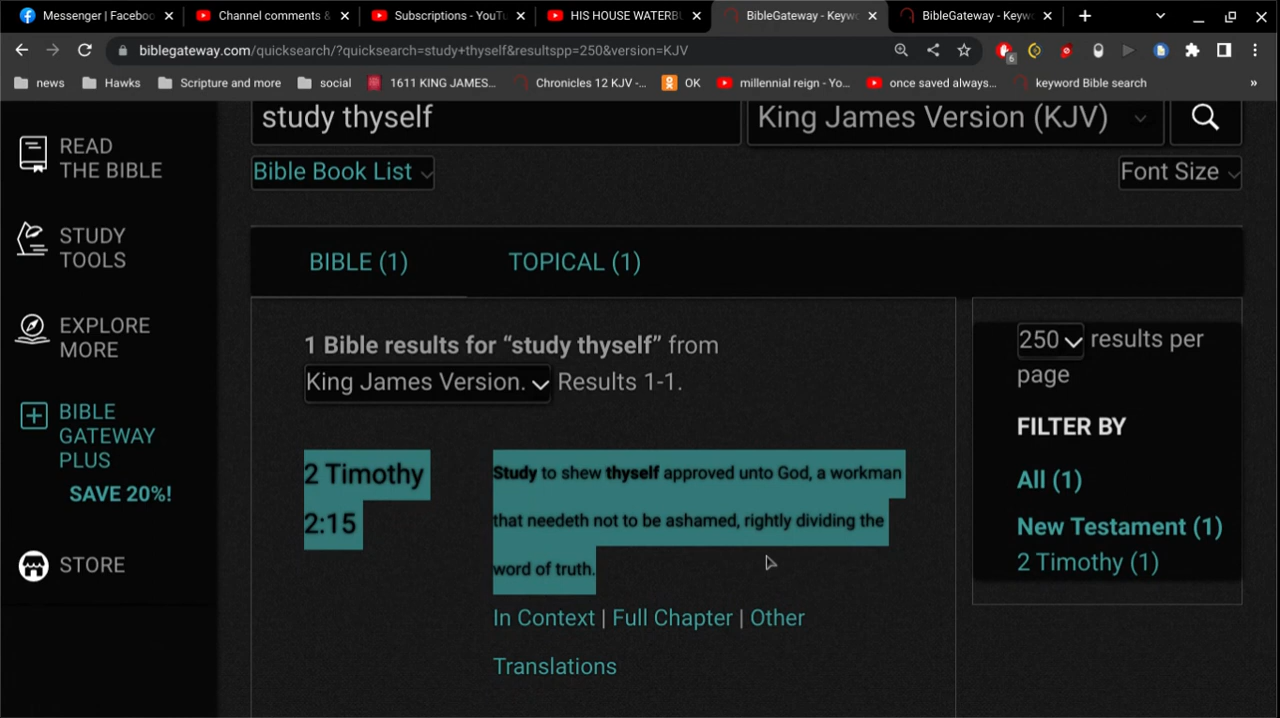 Messenger | Faceboo
Channel comments &
Subscriptions - YouTu
HIS HOUSE WATERBU
BibleGateway - Keywo
BibleGateway - Keywo
biblegateway.com/quicksearch/?quicksearch=study+thyself&resultspp=250&version=KJV
6
news
Hawks
Scripture and more
social
1611 KING JAMES...
Chronicles 12 KJV -...
OK
millennial reign - Yo...
once saved always...
keyword Bible search
»
study thyself
King James Version (KJV)
READ
THE BIBLE
Bible Book List
Font Size
STUDY
TOOLS
BIBLE (1)
TOPICAL (1)
EXPLORE
MORE
1 Bible results for “study thyself” from
King James Version. Results 1-1.
250 results per
page
BIBLE
GATEWAY
PLUS
SAVE 20%!
FILTER BY
All (1)
New Testament (1)
2 Timothy (1)
2 Timothy
2:15
Study to shew thyself approved unto God, a workman
that needeth not to be ashamed, rightly dividing the
word of truth.
STORE
In Context | Full Chapter | Other
Translations